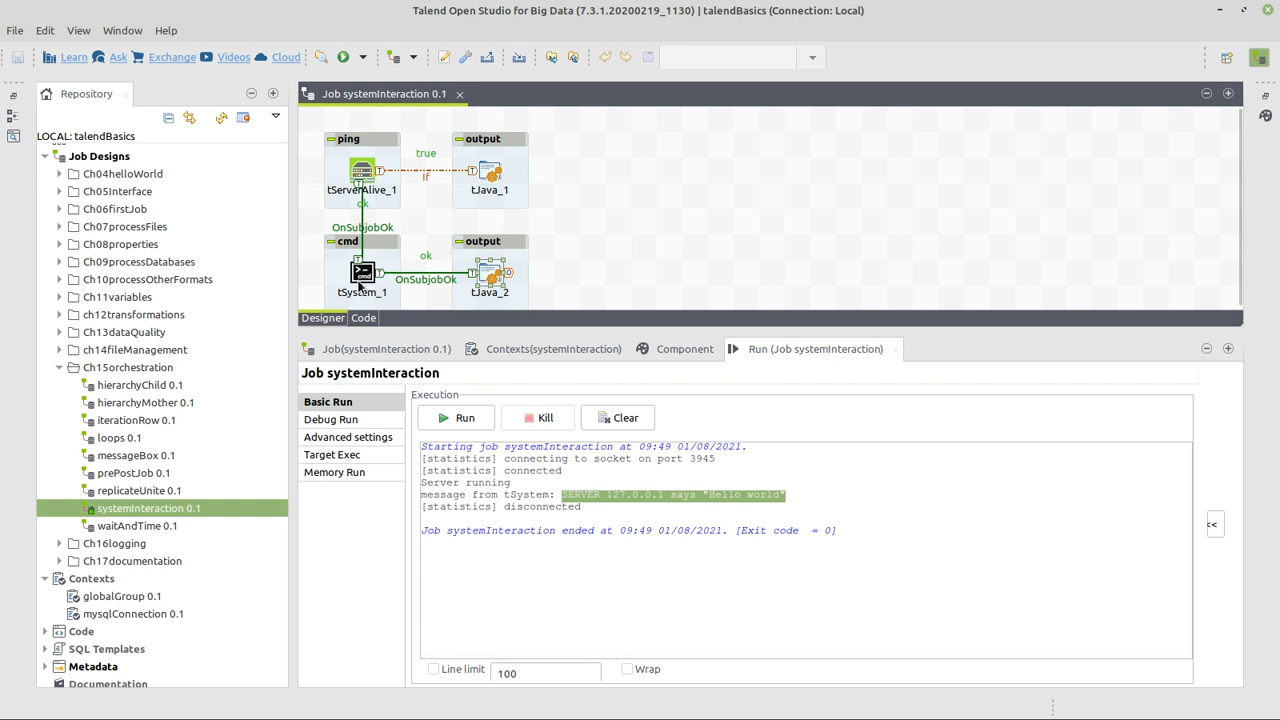 Talend Open Studio for Big Data (7.3.1.20200219_1130) | talendBasics (Connection: Local)
File Edit View Window Help
Learn Ask Exchange Videos Cloud
Repository
LOCAL: talendBasics
Job Designs
Ch04helloWorld
Ch05Interface
Ch06firstJob
Ch07processFiles
Ch08properties
Ch09processDatabases
Ch10processOtherFormats
Ch11variables
ch12transformations
Ch13dataQuality
ch14fileManagement
Ch15orchestration
hierarchyChild 0.1
hierarchyMother 0.1
iterationRow 0.1
loops 0.1
messageBox 0.1
prePostJob 0.1
replicateUnite 0.1
systemInteraction 0.1
waitAndTime 0.1
Ch16logging
Ch17documentation
Contexts
globalGroup 0.1
mysqlConnection 0.1
Code
SQL Templates
Metadata
Documentation
Job systemInteraction 0.1
ping output
true
If
tServerAlive_1 tJava_1
ok
OnSubjobOk
cmd output
ok
OnSubjobOk
tSystem_1 tJava_2
Designer Code
Job(systemInteraction 0.1) Contexts(systemInteraction) Component Run (Job systemInteraction)
Job systemInteraction
Basic Run
Debug Run
Advanced settings
Target Exec
Memory Run
Execution
Run Kill Clear
Starting job systemInteraction at 09:49 01/08/2021.
[statistics] connecting to socket on port 3945
[statistics] connected
Server running
message from tSystem: SERVER 127.0.0.1 says "Hello world"
[statistics] disconnected
Job systemInteraction ended at 09:49 01/08/2021. [Exit code  = 0]
<<
Line limit 100 Wrap